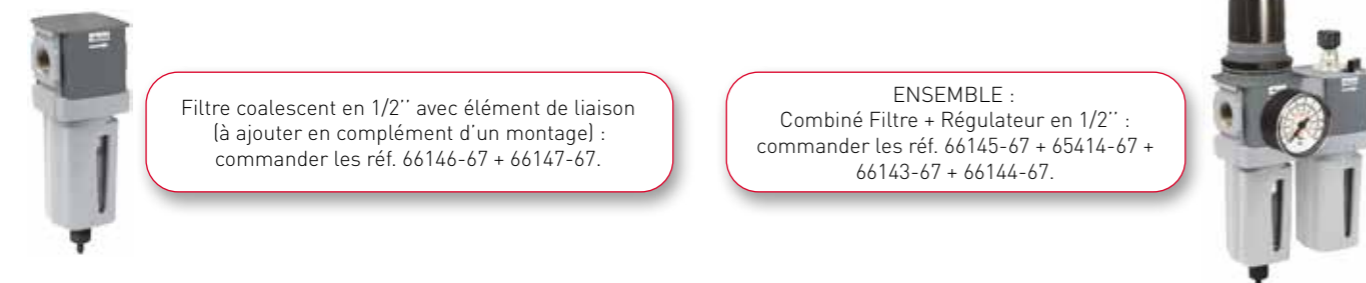 Filtre coalescent en 1/2’’ avec élément de liaison
(à ajouter en complément d’un montage) :
commander les réf. 66146-67 + 66147-67.
ENSEMBLE :
Combiné Filtre + Régulateur en 1/2’’ :
commander les réf. 66145-67 + 65414-67 +
66143-67 + 66144-67.